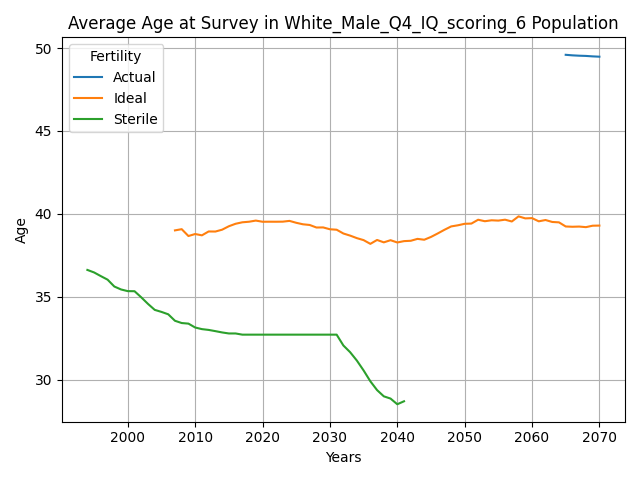 Average Age at Survey in White_Male_Q4_IQ_scoring_6 Population
Fertility
Actual
Ideal
Sterile
50
45
40
35
30
Age
2000
2010
2020
2030
2040
2050
2060
2070
Years